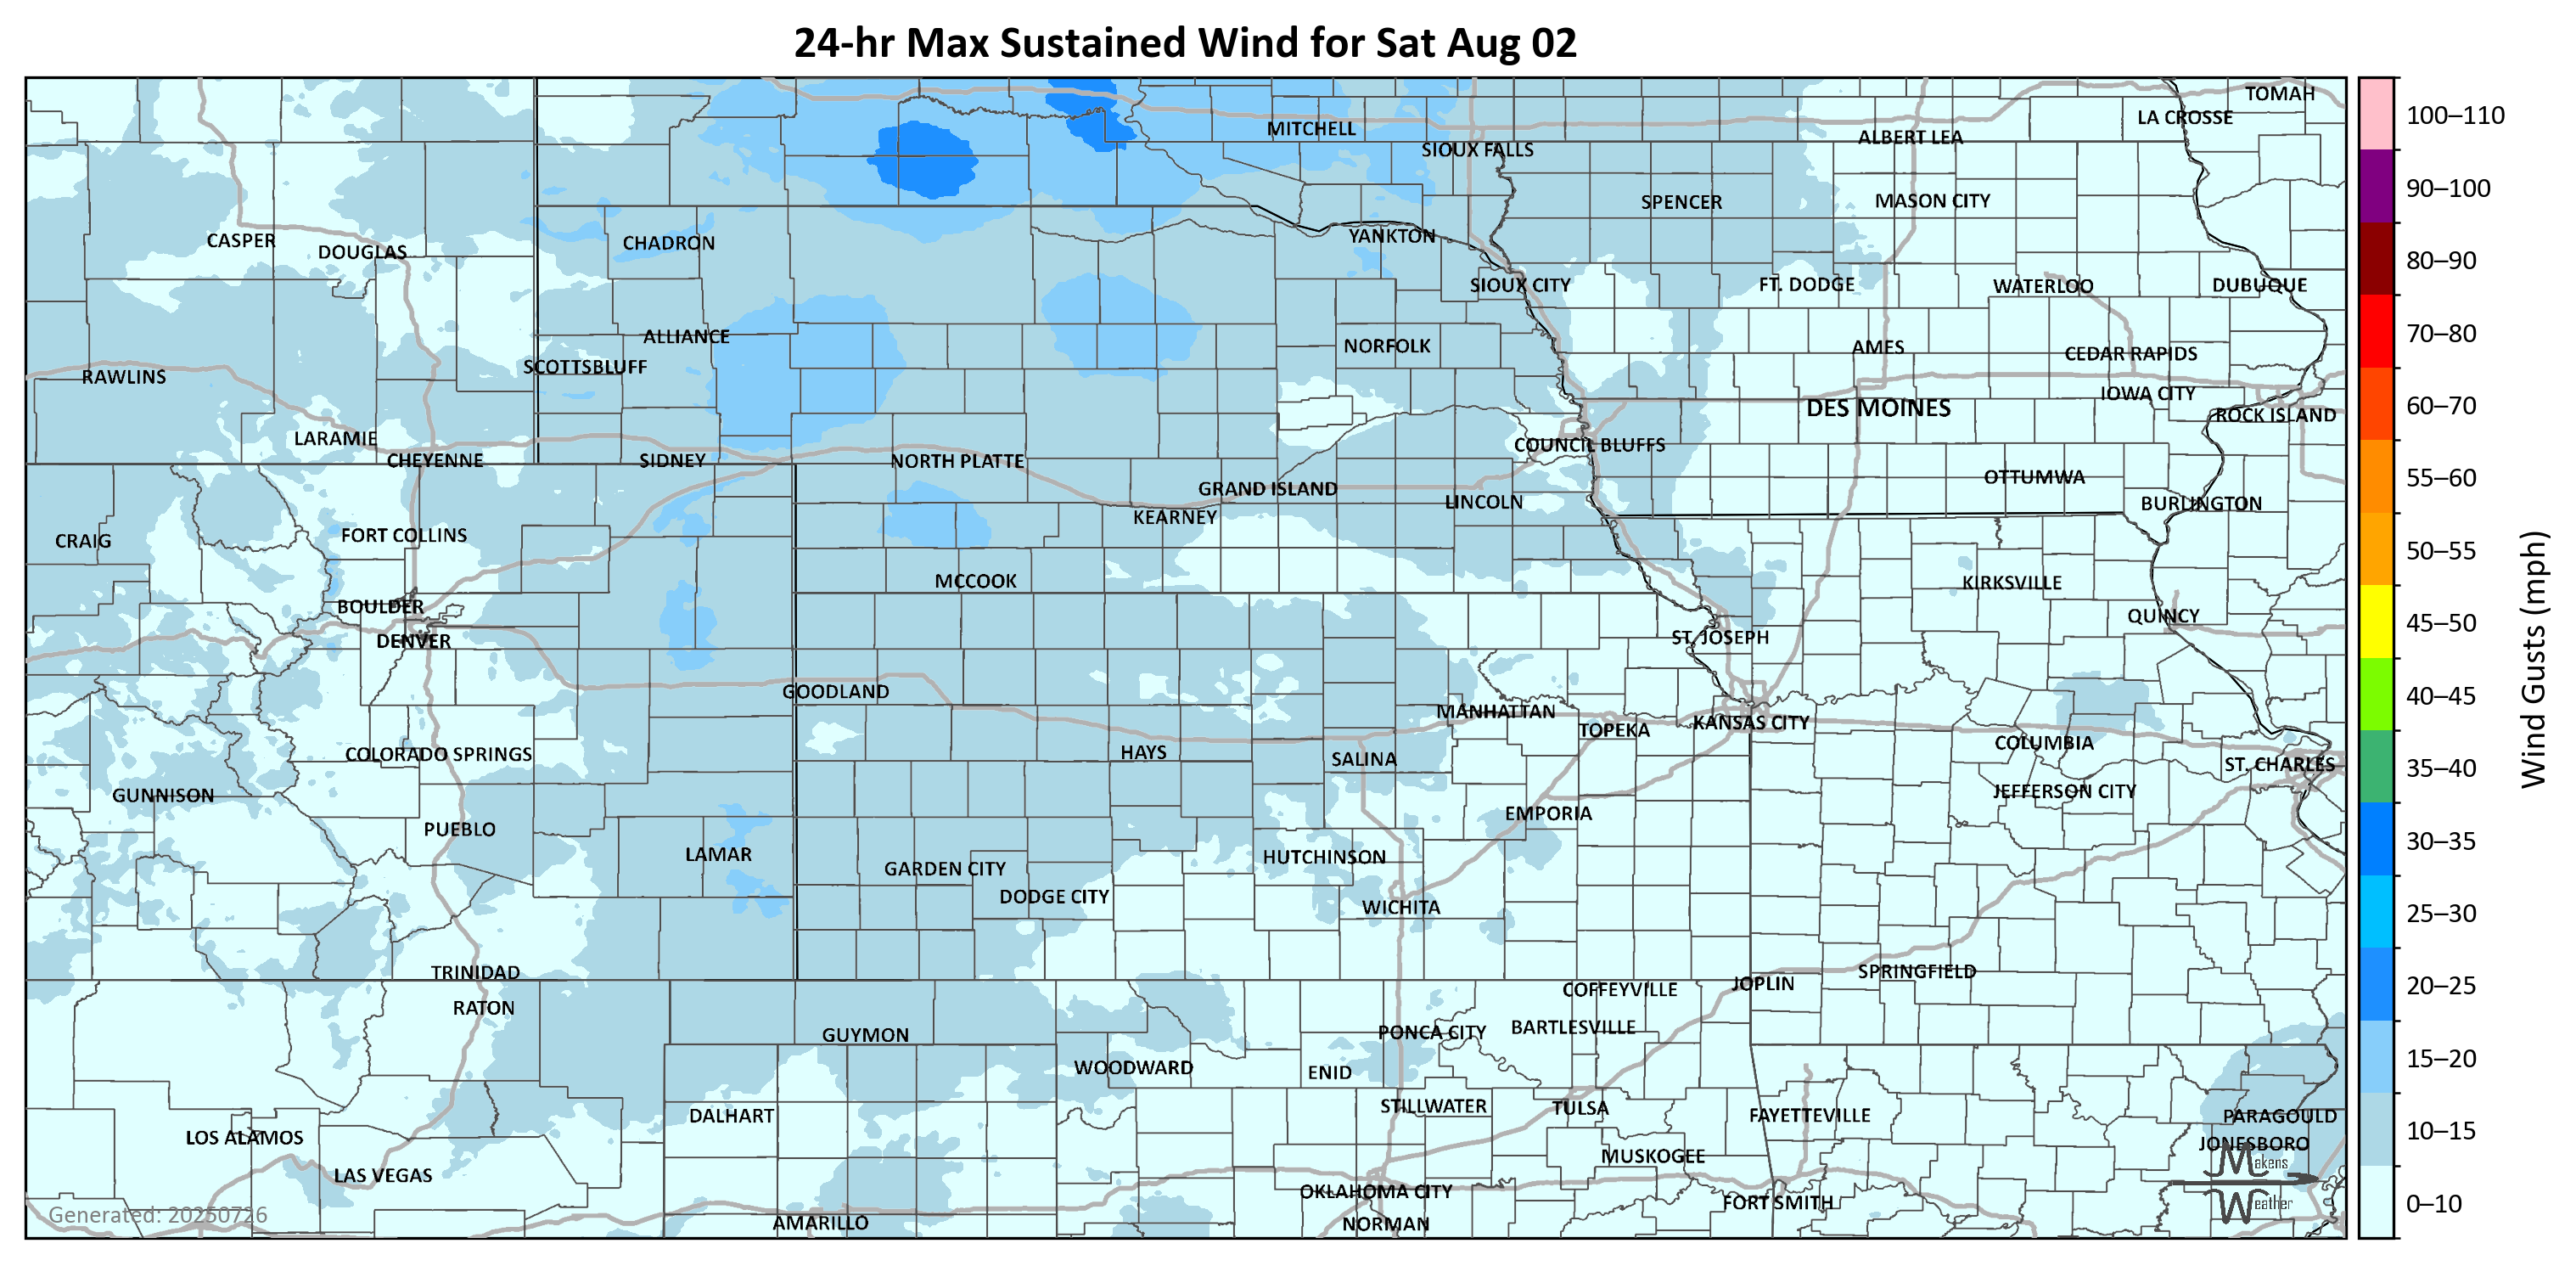 24-hr Max Sustained Wind for Sat Aug 02
TOMAH
LA CROSSE
MITCHELL
ALBERT LEA
SIOUX FALLS
SPENCER
MASON CITY
CASPER
DOUGLAS
CHADRON
YANKTON
SIOUX CITY
FT. DODGE
WATERLOO
DUBUQUE
ALLIANCE
NORFOLK
AMES
CEDAR RAPIDS
SCOTTSBLUFF
RAWLINS
IOWA CITY
DES MOINES
ROCK ISLAND
LARAMIE
COUNCIL BLUFFS
CHEYENNE
SIDNEY
NORTH PLATTE
OTTUMWA
GRAND ISLAND
LINCOLN
BURLINGTON
KEARNEY
CRAIG
FORT COLLINS
MCCOOK
KIRKSVILLE
BOULDER
QUINCY
DENVER
ST. JOSEPH
GOODLAND
MANHATTAN
TOPEKA
KANSAS CITY
COLORADO SPRINGS
HAYS
SALINA
COLUMBIA
ST. CHARLES
GUNNISON
JEFFERSON CITY
PUEBLO
EMPORIA
LAMAR
HUTCHINSON
GARDEN CITY
DODGE CITY
WICHITA
TRINIDAD
SPRINGFIELD
JOPLIN
COFFEYVILLE
RATON
GUYMON
PONCA CITY
BARTLESVILLE
WOODWARD
ENID
DALHART
STILLWATER
TULSA
FAYETTEVILLE
PARAGOULD
LOS ALAMOS
JONESBORO
MUSKOGEE
LAS VEGAS
OKLAHOMA CITY
FORT SMITH
AMARILLO
NORMAN
Makens
Weather
Generated: 20250726
100–110
90–100
80–90
70–80
60–70
55–60
50–55
45–50
40–45
35–40
30–35
25–30
20–25
15–20
10–15
0–10
Wind Gusts (mph)